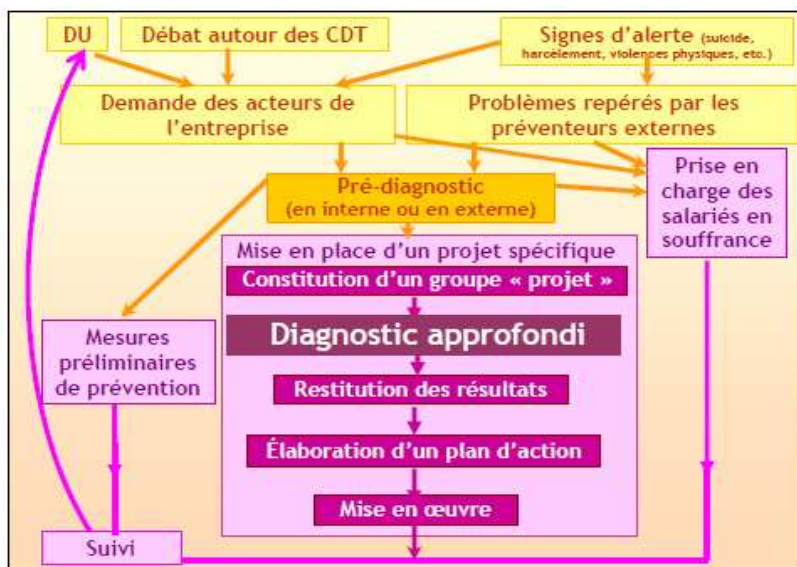 DU
Débat autour des CDT
Signes d'alerte (suicide,
harcèlement, violences physiques, etc.)
Demande des acteurs de
l'entreprise
Problèmes repérés par les
préventeurs externes
Pré-diagnostic
(en interne ou en externe)
Prise en
charge des
salariés en
souffrance
Mise en place d'un projet spécifique
Constitution d'un groupe « projet »
Diagnostic approfondi
Mesures
préliminaires
de prévention
Restitution des résultats
Élaboration d'un plan d'action
Mise en œuvre
Suivi